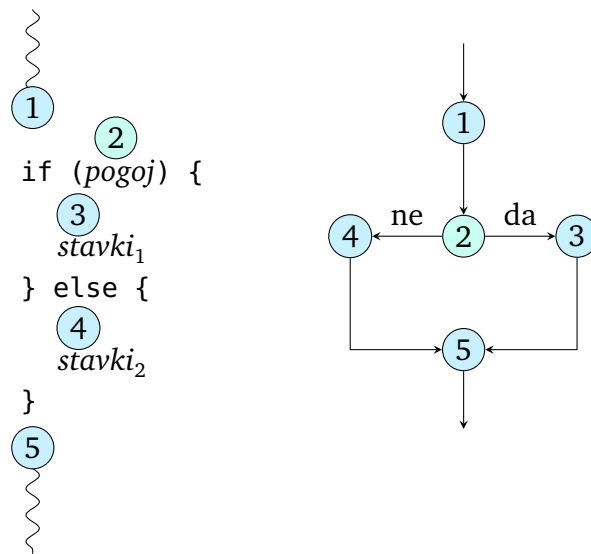 1
2
if (pogoj) {
3
stavki₁
} else {
4
stavki₂
}
5
1
4 ne 2 da 3
5